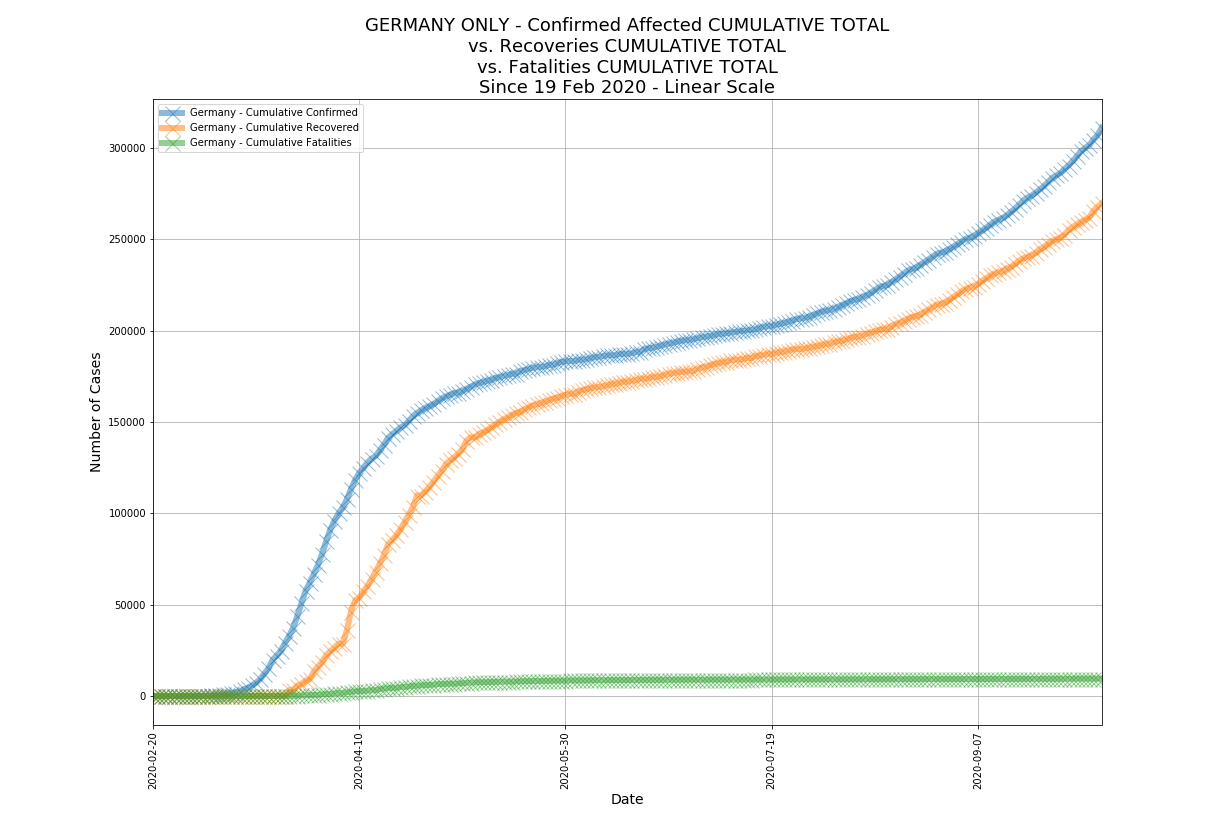 GERMANY ONLY - Confirmed Affected CUMULATIVE TOTAL
vs. Recoveries CUMULATIVE TOTAL
vs. Fatalities CUMULATIVE TOTAL
Since 19 Feb 2020 - Linear Scale
Germany - Cumulative Confirmed
Germany - Cumulative Recovered
Germany - Cumulative Fatalities
Number of Cases
300000
250000
200000
150000
100000
50000
0
2020-02-20
2020-04-10
2020-05-30
2020-07-19
2020-09-07
Date